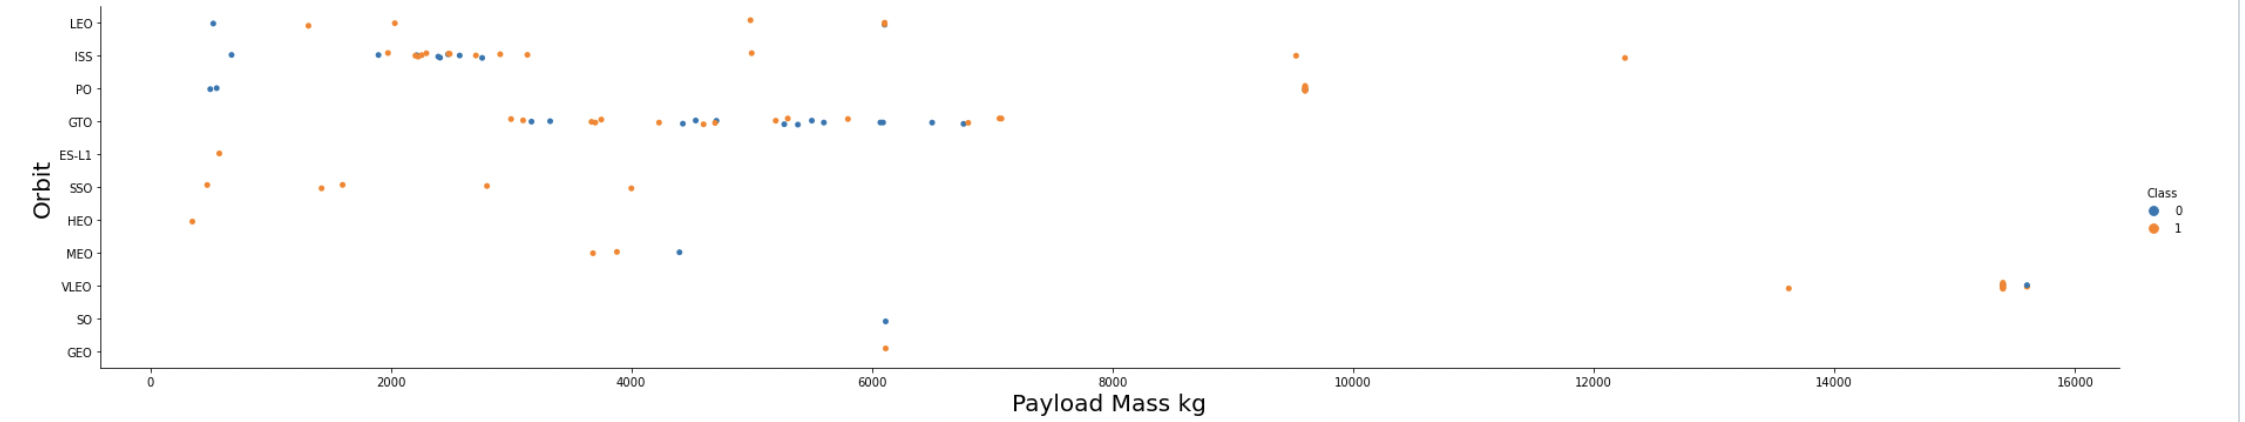 LEO
ISS
PO
GTO
ES-L1
SSO
HEO
MEO
VLEO
SO
GEO
Orbit
0 2000 4000 6000 8000 10000 12000 14000 16000
Payload Mass kg
Class
0
1